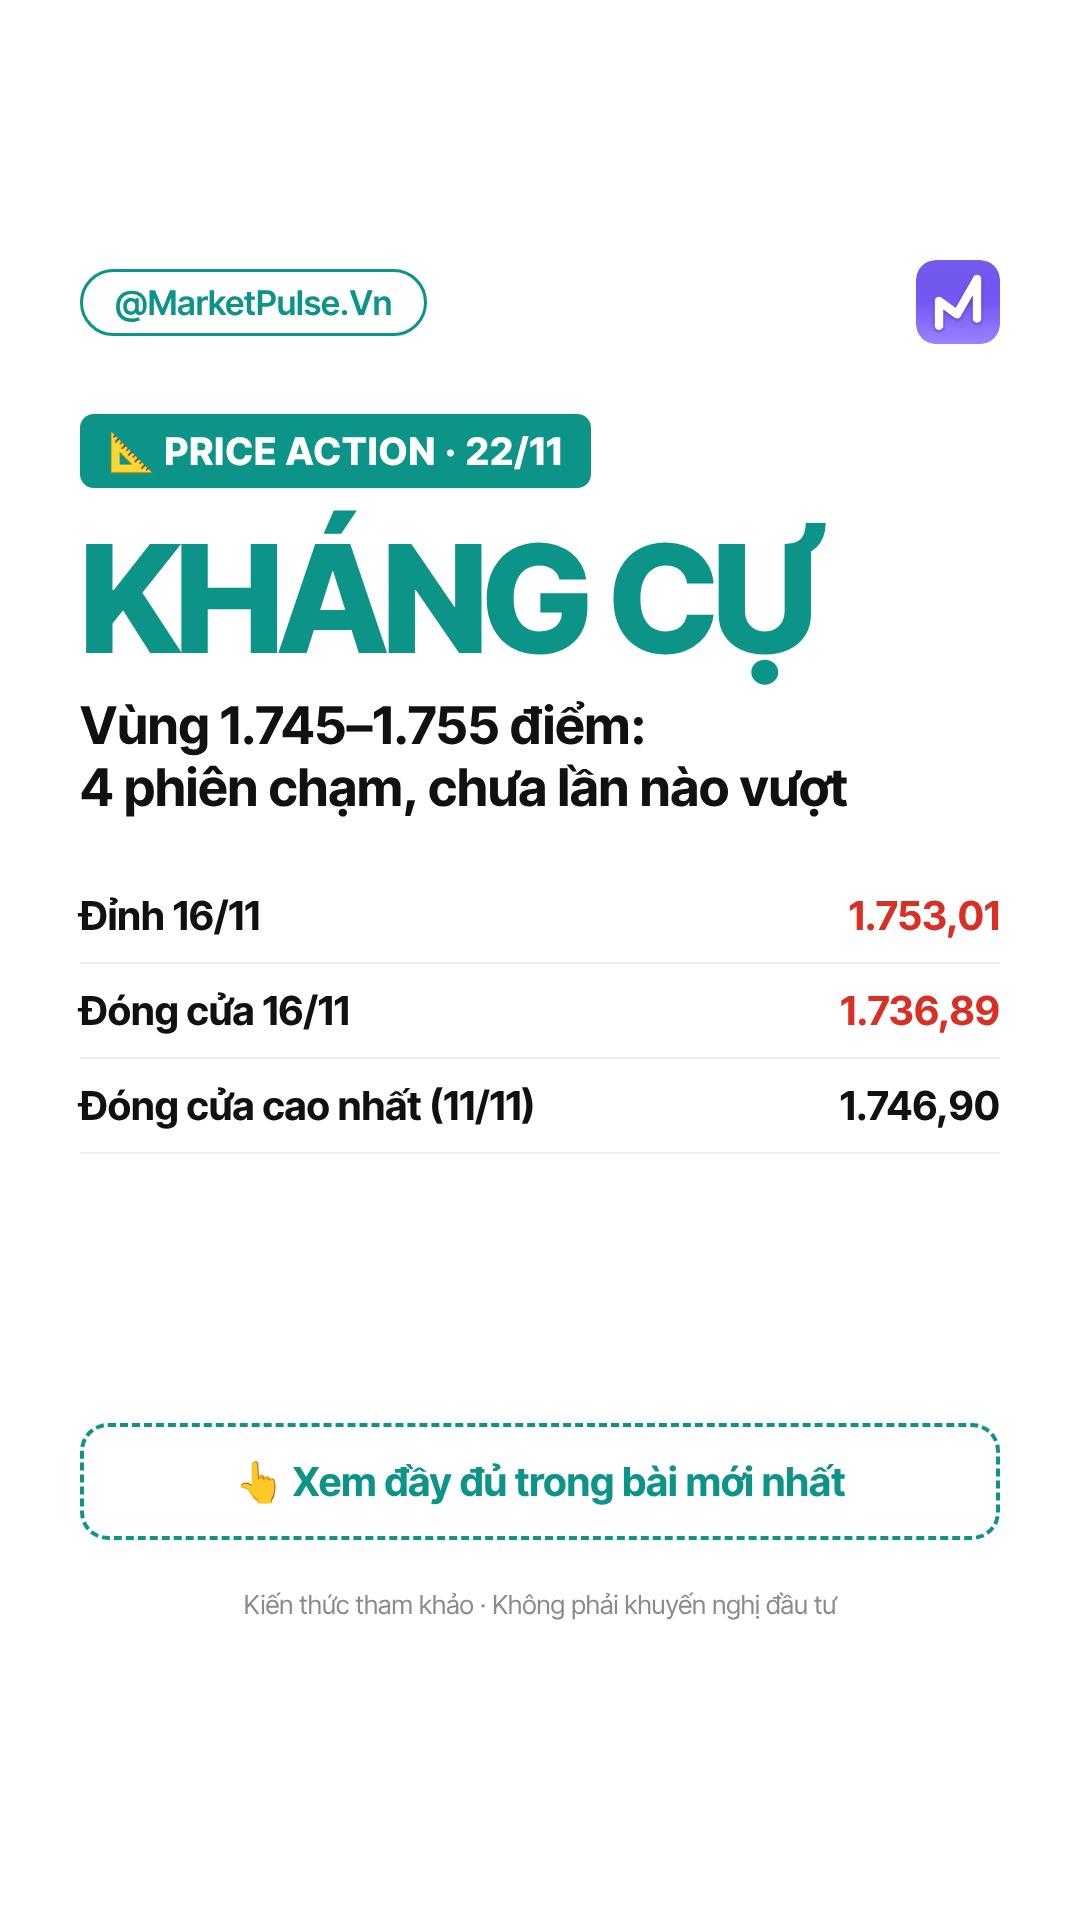 @MarketPulse.Vn
📐 PRICE ACTION · 22/11
KHÁNG CỰ
Vùng 1.745–1.755 điểm:
4 phiên chạm, chưa lần nào vượt
Đỉnh 16/11 1.753,01
Đóng cửa 16/11 1.736,89
Đóng cửa cao nhất (11/11) 1.746,90
👆 Xem đầy đủ trong bài mới nhất
Kiến thức tham khảo · Không phải khuyến nghị đầu tư